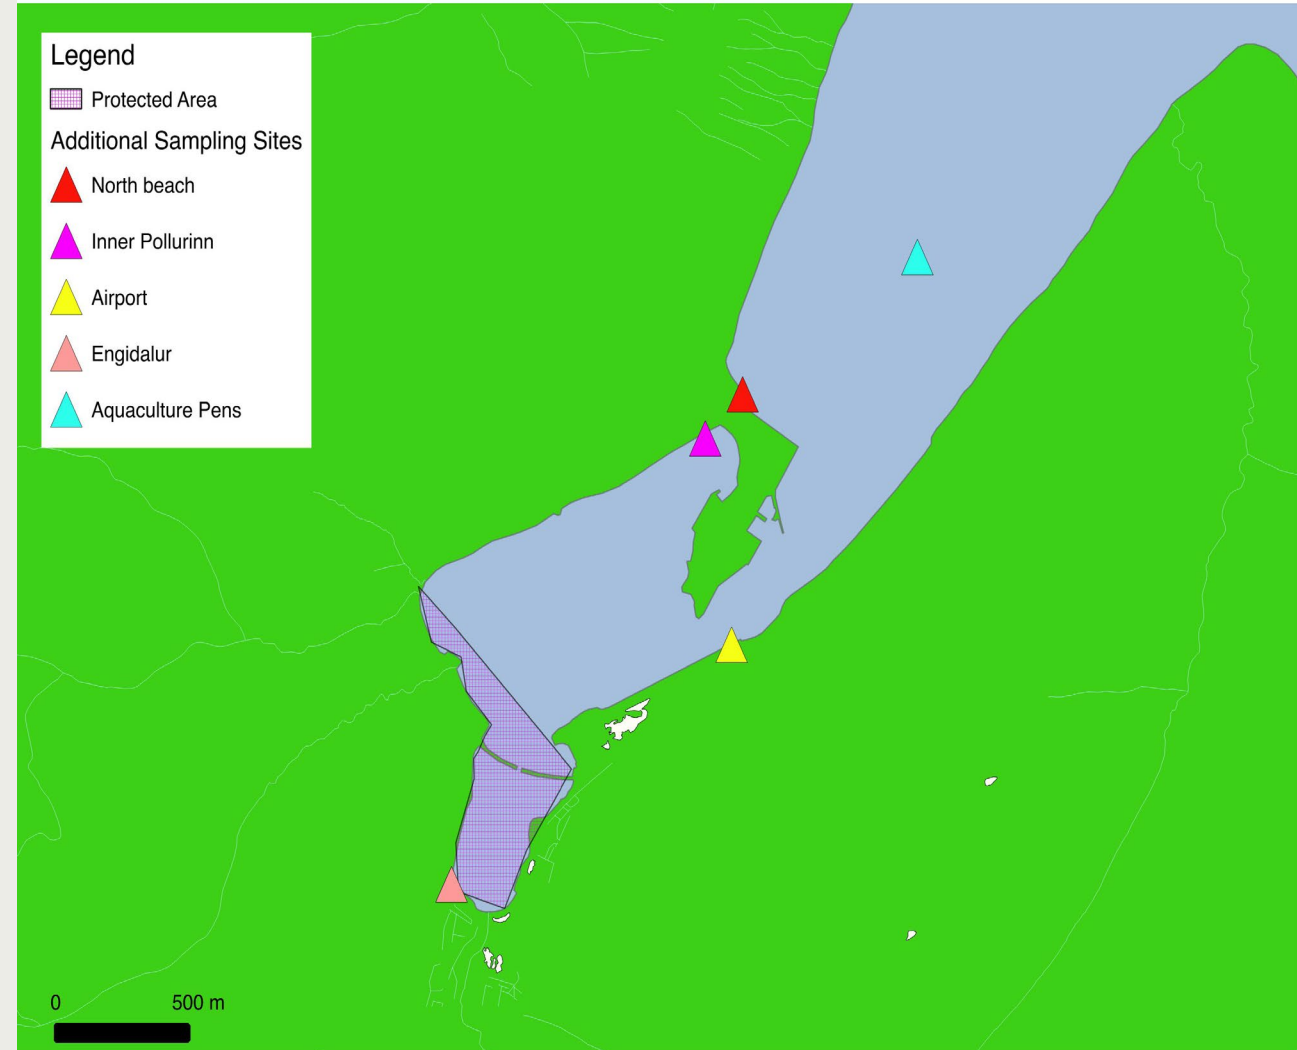 Legend
Protected Area
Additional Sampling Sites
North beach
Inner Pollurinn
Airport
Engidalur
Aquaculture Pens
0 500 m